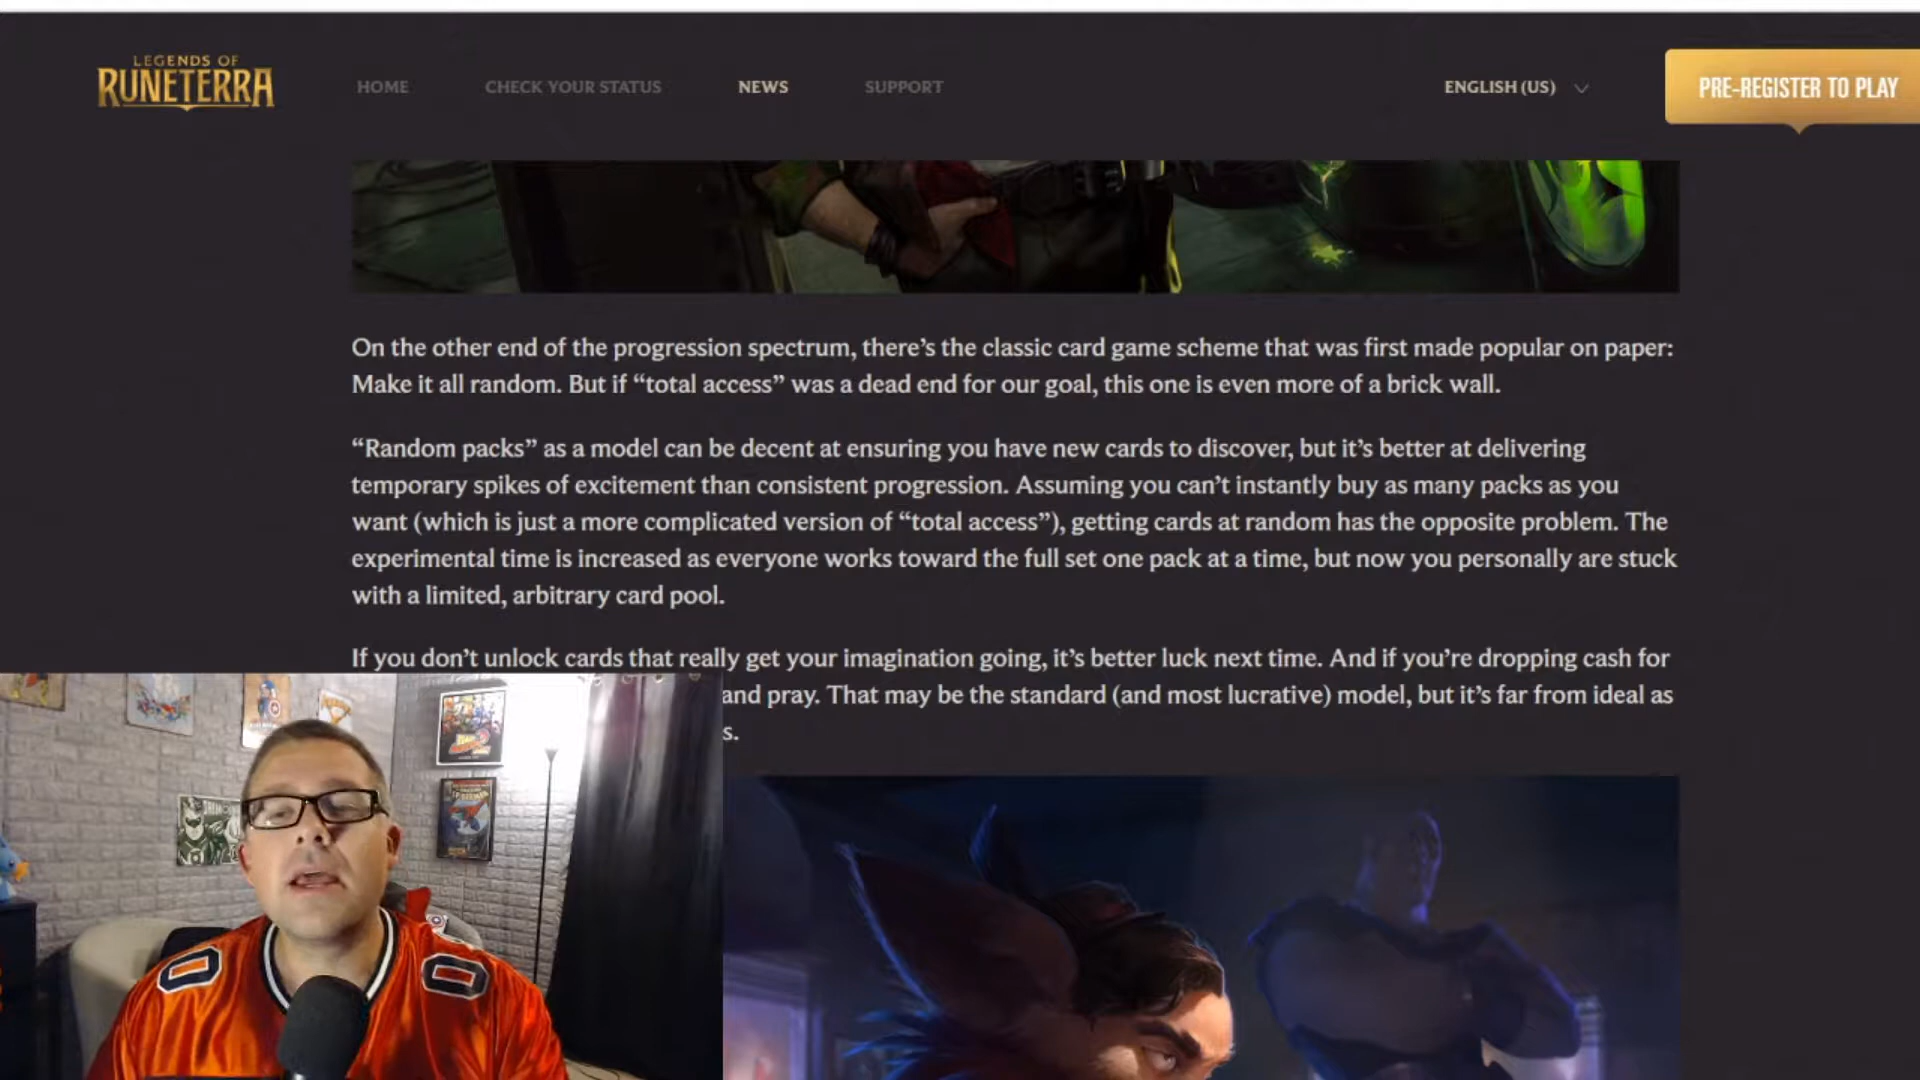 LEGENDS OF
RUNETERRA
HOME
CHECK YOUR STATUS
NEWS
SUPPORT
ENGLISH (US)
PRE-REGISTER TO PLAY
On the other end of the progression spectrum, there’s the classic card game scheme that was first made popular on paper:
Make it all random. But if “total access” was a dead end for our goal, this one is even more of a brick wall.
“Random packs” as a model can be decent at ensuring you have new cards to discover, but it’s better at delivering
temporary spikes of excitement than consistent progression. Assuming you can’t instantly buy as many packs as you
want (which is just a more complicated version of “total access”), getting cards at random has the opposite problem. The
experimental time is increased as everyone works toward the full set one pack at a time, but now you personally are stuck
with a limited, arbitrary card pool.
If you don’t unlock cards that really get your imagination going, it’s better luck next time. And if you’re dropping cash for
and pray. That may be the standard (and most lucrative) model, but it’s far from ideal as
s.
0
0